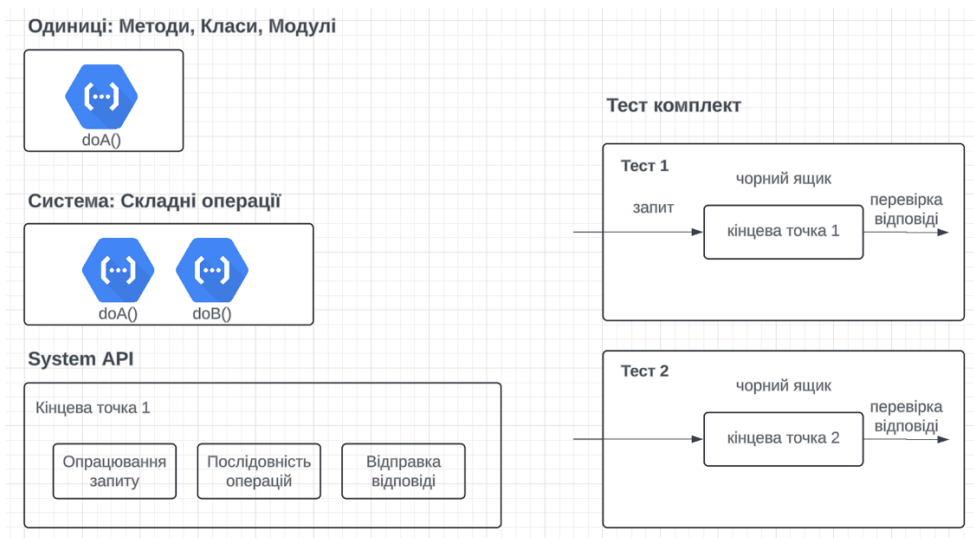 Одиниці: Методи, Класи, Модулі
doA()
Система: Складні операції
doA()
doB()
System API
Кінцева точка 1
Опрацювання
запиту
Послідовність
операцій
Відправка
відповіді
Тест комплект
Тест 1
чорний ящик
запит
кінцева точка 1
перевірка
відповіді
Тест 2
чорний ящик
кінцева точка 2
перевірка
відповіді